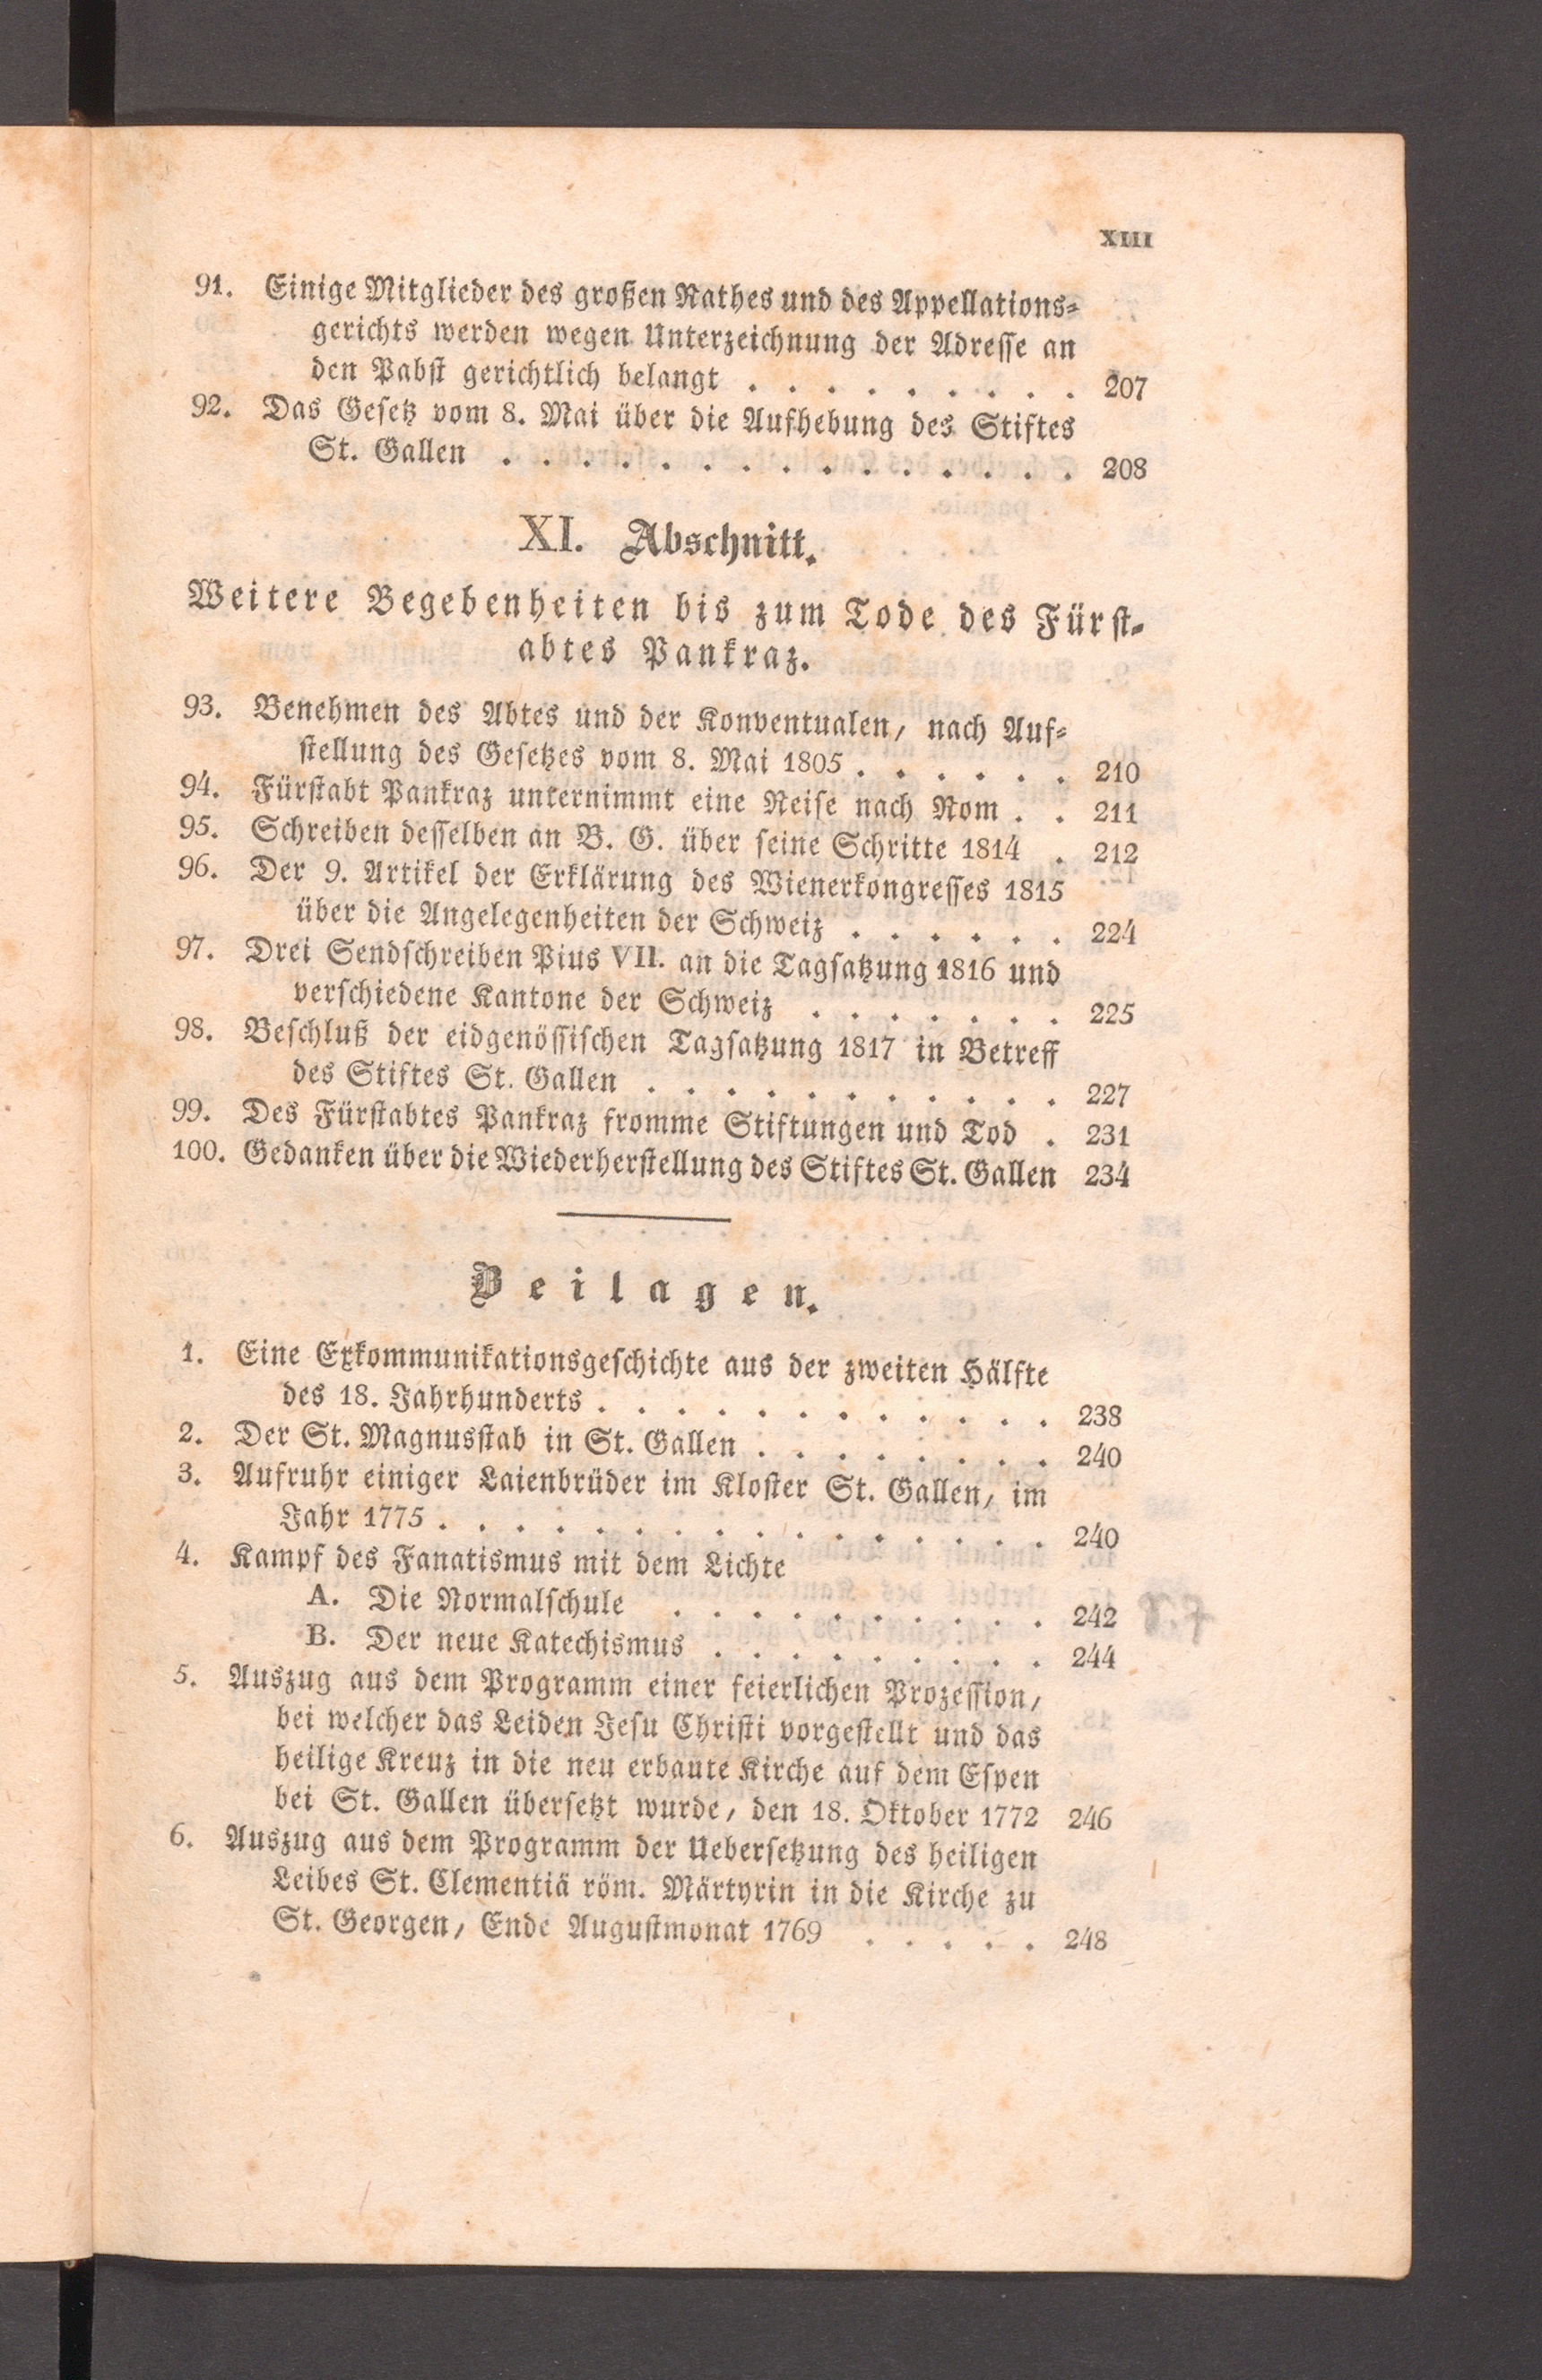 XIII
91. Einige Mitglieder des großen Rathes und des Appellations-
gerichts werden wegen Unterzeichnung der Adresse an
den Pabst gerichtlich belangt . . . . . . . . . 207
92. Das Gesetz vom 8. Mai über die Aufhebung des Stiftes
St. Gallen . . . . . . . . . . . . . . . 208
XI. Abschnitt.
Weitere Begebenheiten bis zum Tode des Fürst-
abtes Pankraz.
93. Benehmen des Abtes und der Konventualen, nach Auf-
stellung des Gesetzes vom 8. Mai 1805 . . . . . . 210
94. Fürstabt Pankraz unternimmt eine Reise nach Rom . . 211
95. Schreiben desselben an B. G. über seine Schritte 1814 . 212
96. Der 9. Artikel der Erklärung des Wienerkongresses 1815
über die Angelegenheiten der Schweiz . . . . . . 224
97. Drei Sendschreiben Pius VII. an die Tagsatzung 1816 und
verschiedene Kantone der Schweiz . . . . . . . 225
98. Beschluß der eidgenössischen Tagsatzung 1817 in Betreff
des Stiftes St. Gallen . . . . . . . . . . . 227
99. Des Fürstabtes Pankraz fromme Stiftungen und Tod . 231
100. Gedanken über die Wiederherstellung des Stiftes St. Gallen 234
Beilagen.
1. Eine Exkommunikationsgeschichte aus der zweiten Hälfte
des 18. Jahrhunderts . . . . . . . . . . . . 238
2. Der St. Magnusstab in St. Gallen . . . . . . . . 240
3. Aufruhr einiger Laienbrüder im Kloster St. Gallen, im
Jahr 1775 . . . . . . . . . . . . . . . . 240
4. Kampf des Fanatismus mit dem Lichte
A. Die Normalschule . . . . . . . . . . 242
B. Der neue Katechismus . . . . . . . . . 244
5. Auszug aus dem Programm einer feierlichen Prozession,
bei welcher das Leiden Jesu Christi vorgestellt und das
heilige Kreuz in die neu erbaute Kirche auf dem Espen
bei St. Gallen übersetzt wurde, den 18. Oktober 1772 246
6. Auszug aus dem Programm der Uebersetzung des heiligen
Leibes St. Clementiä röm. Märtyrin in die Kirche zu
St. Georgen, Ende Augustmonat 1769 . . . . . 248